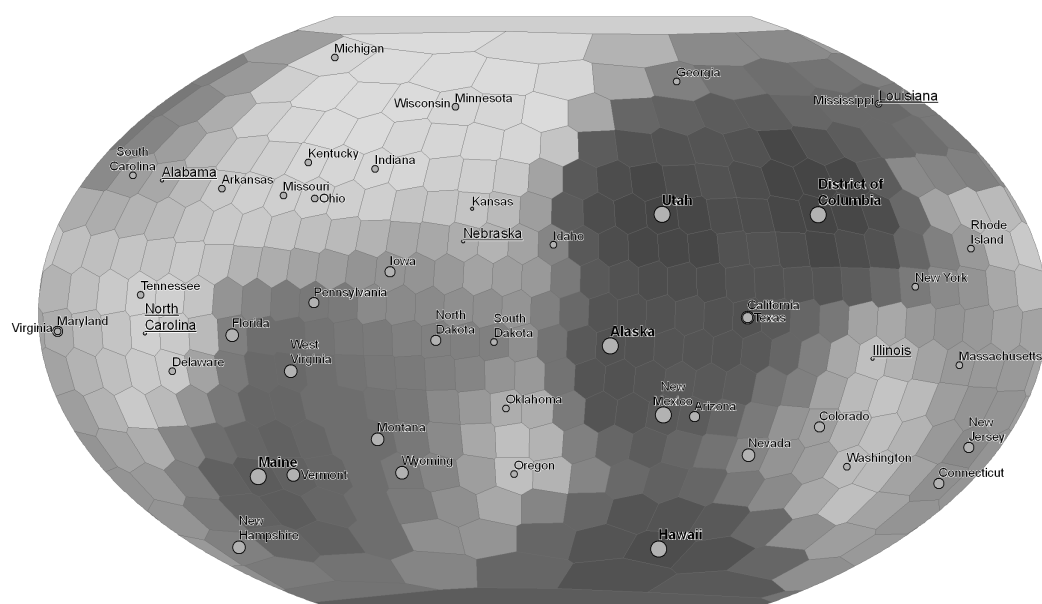 Michigan
Georgia
Wisconsin
Minnesota
Mississippi
Louisiana
South
Carolina
Alabama
Kentucky
Indiana
Arkansas
Missouri
Ohio
Kansas
Utah
District of
Columbia
Nebraska
Idaho
Rhode
Island
Iowa
Tennessee
Pennsylvania
New York
North
Carolina
Virginia
Maryland
Florida
North
Dakota
South
Dakota
California
Texas
Alaska
West
Virginia
Delaware
Illinois
Massachusetts
Oklahoma
New
Mexico
Arizona
Colorado
Montana
New
Jersey
Nevada
Maine
Vermont
Wyoming
Oregon
Washington
Connecticut
New
Hampshire
Hawaii